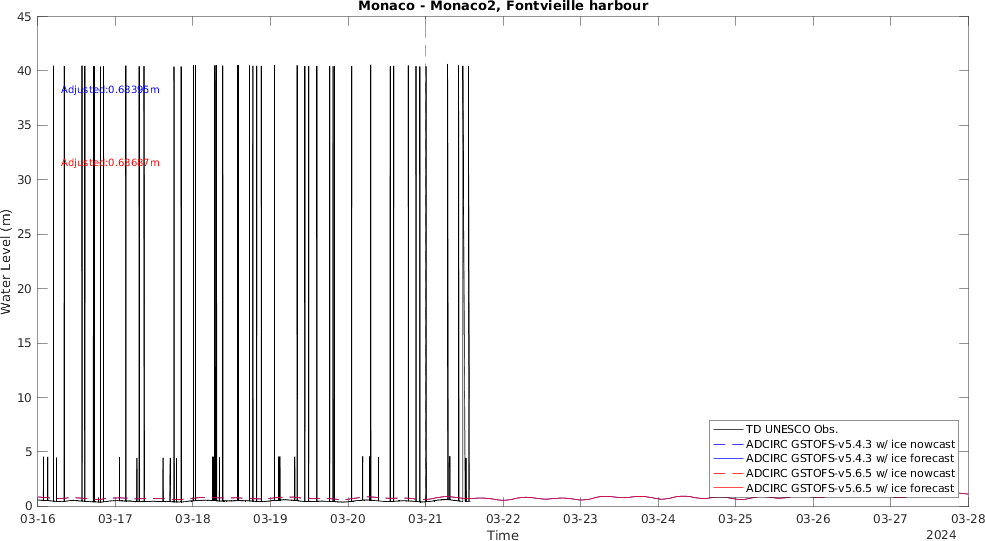 Monaco - Monaco2, Fontvieille harbour
Water Level (m)
45
40
35
30
25
20
15
10
5
0
Adjusted:0.68395m
Adjusted:0.68687m
TD UNESCO Obs.
ADCIRC GSTOFS-v5.4.3 w/ ice nowcast
ADCIRC GSTOFS-v5.4.3 w/ ice forecast
ADCIRC GSTOFS-v5.6.5 w/ ice nowcast
ADCIRC GSTOFS-v5.6.5 w/ ice forecast
03-16 03-17 03-18 03-19 03-20 03-21 03-22 03-23 03-24 03-25 03-26 03-27 03-28
Time
2024